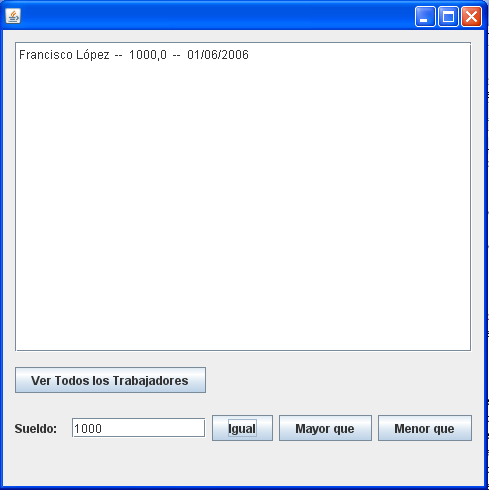 Francisco López -- 1000,0 -- 01/06/2006
Ver Todos los Trabajadores
Sueldo: 1000 Igual Mayor que Menor que